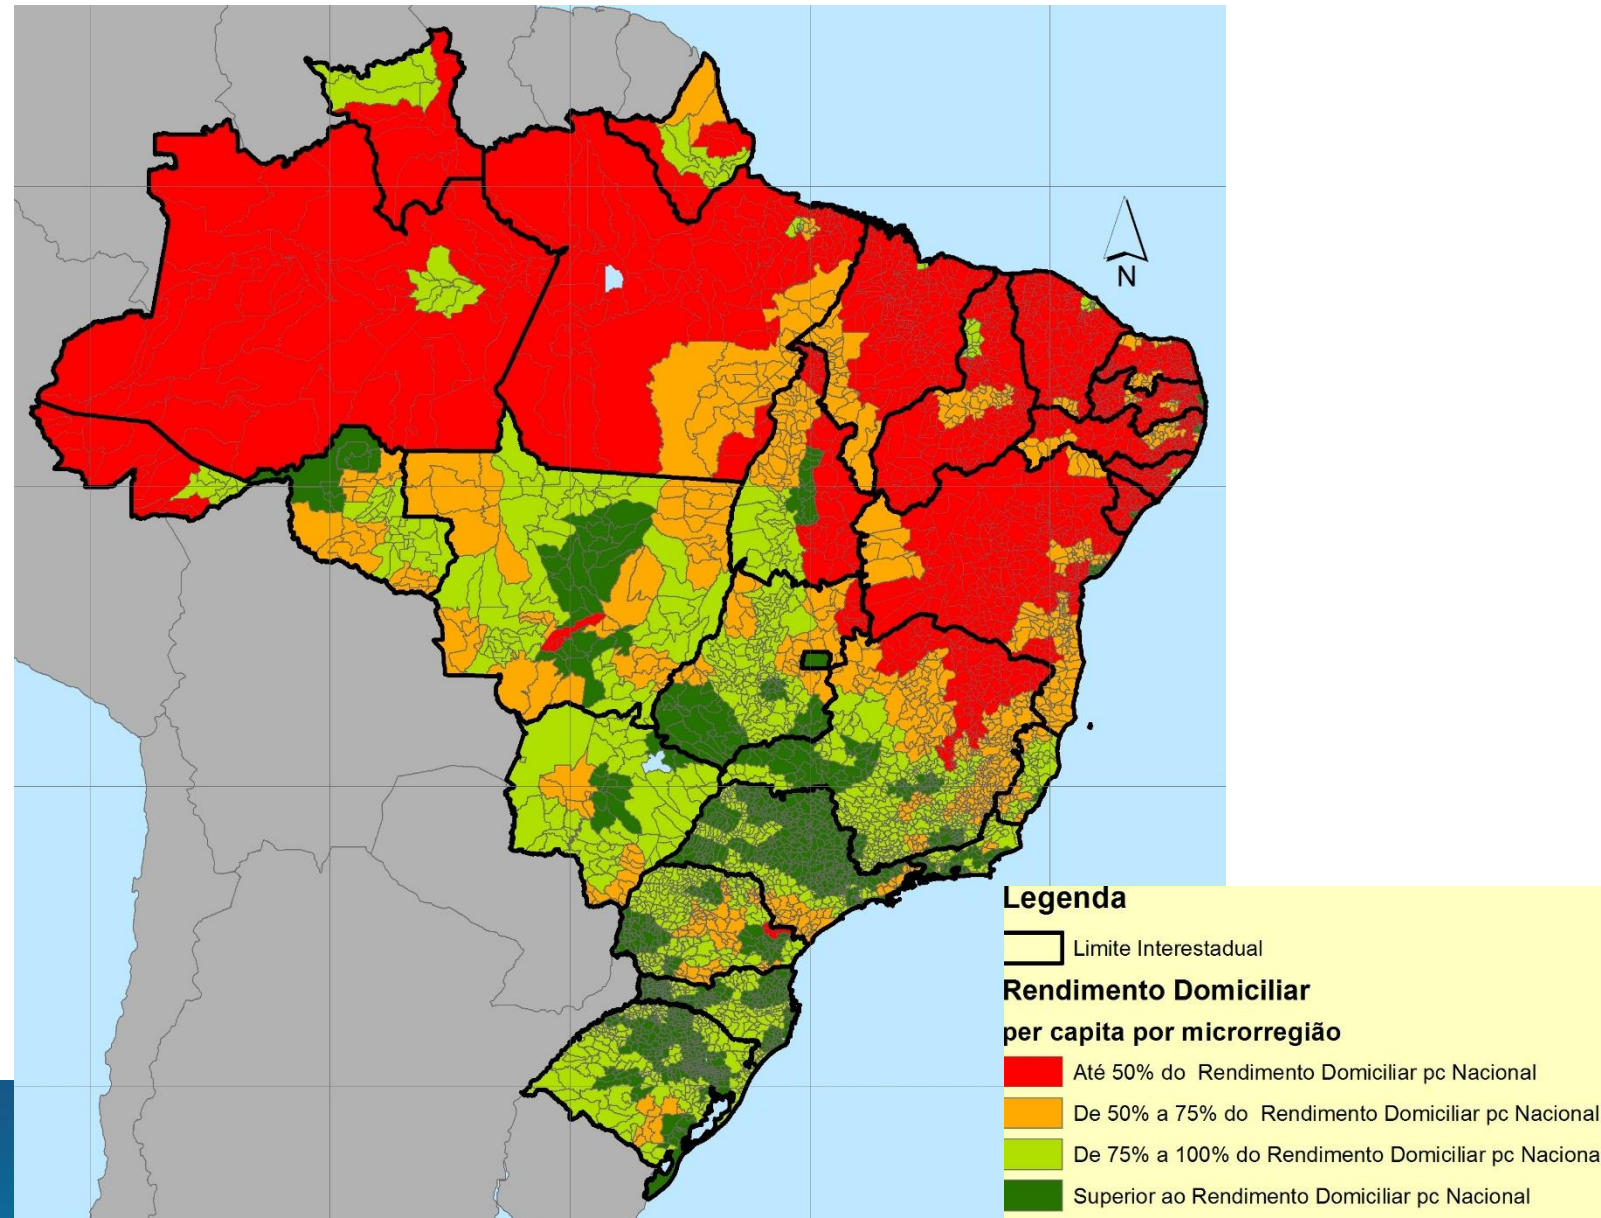 N
Legenda
Limite Interestadual
Rendimento Domiciliar
per capita por microrregião
Até 50% do Rendimento Domiciliar pc Nacional
De 50% a 75% do Rendimento Domiciliar pc Nacional
De 75% a 100% do Rendimento Domiciliar pc Naciona
Superior ao Rendimento Domiciliar pc Nacional